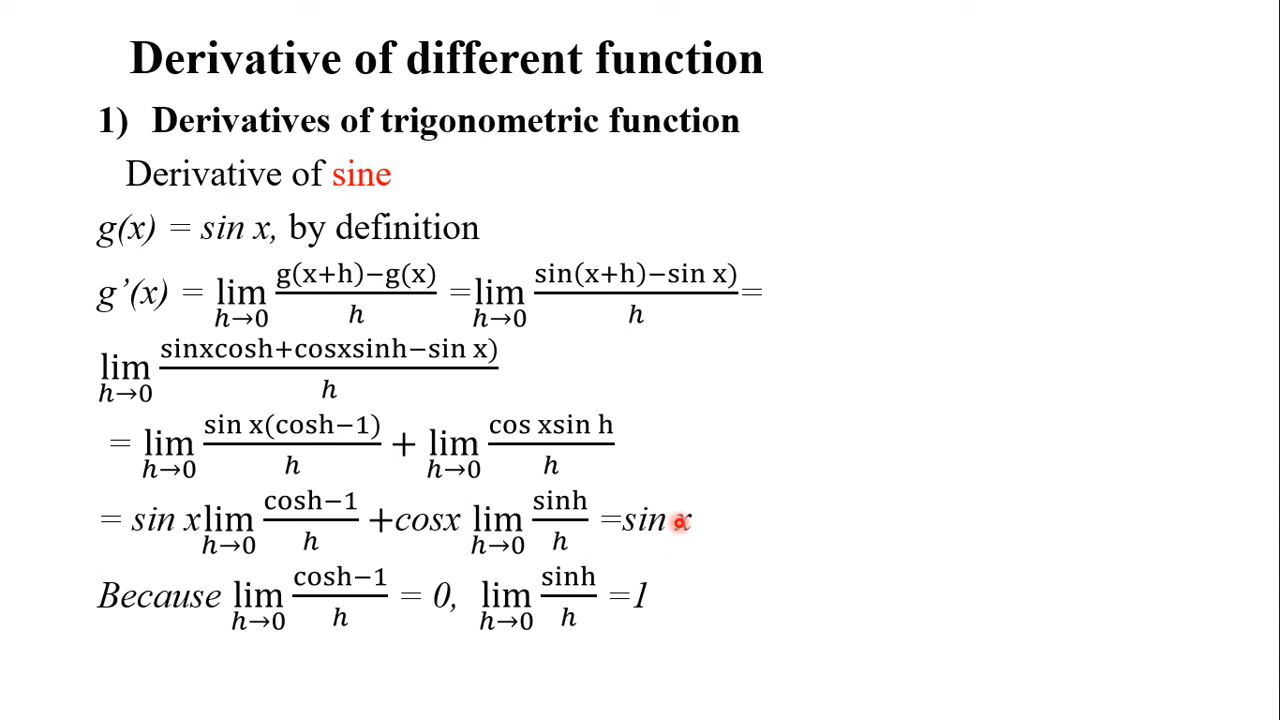 Derivative of different function
1) Derivatives of trigonometric function
Derivative of sine
g(x) = sin x, by definition
g’(x) = lim h→0 g(x+h)−g(x) / h =lim h→0 sin(x+h)−sin x) / h =
lim h→0 sinxcosh+cosxsinh−sin x) / h
= lim h→0 sin x(cosh−1) / h + lim h→0 cos xsin h / h
= sin x lim h→0 cosh−1 / h +cosx lim h→0 sinh / h =sin x
Because lim h→0 cosh−1 / h = 0, lim h→0 sinh / h =1